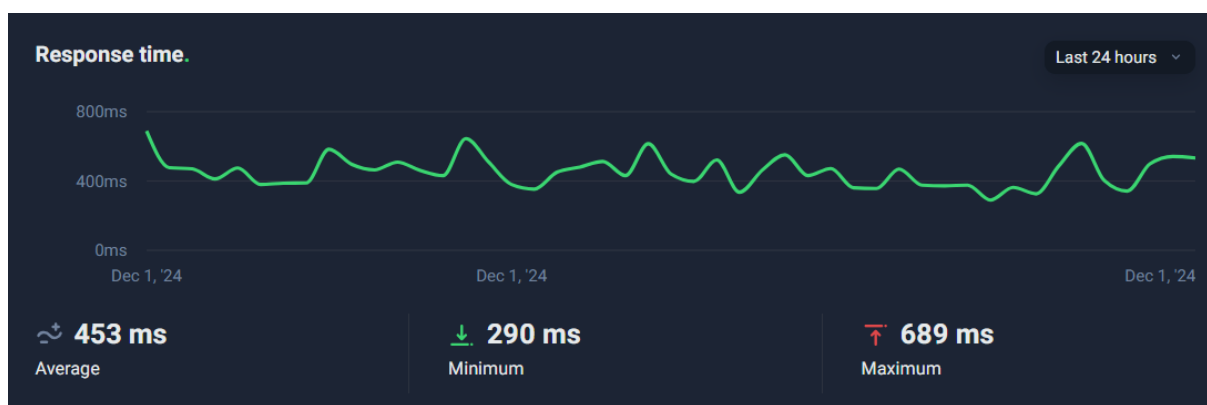 Response time.
Last 24 hours
800ms
400ms
0ms
Dec 1, '24 Dec 1, '24 Dec 1, '24
453 ms 290 ms 689 ms
Average Minimum Maximum